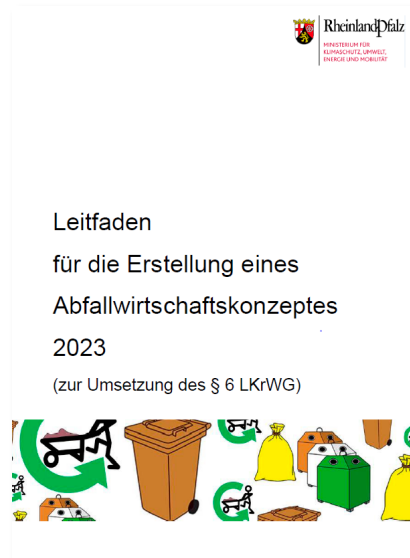 RheinlandPfalz
MINISTERIUM FÜR
KLIMASCHUTZ, UMWELT,
ENERGIE UND MOBILITÄT
Leitfaden
für die Erstellung eines
Abfallwirtschaftskonzeptes
2023
(zur Umsetzung des § 6 LKrWG)